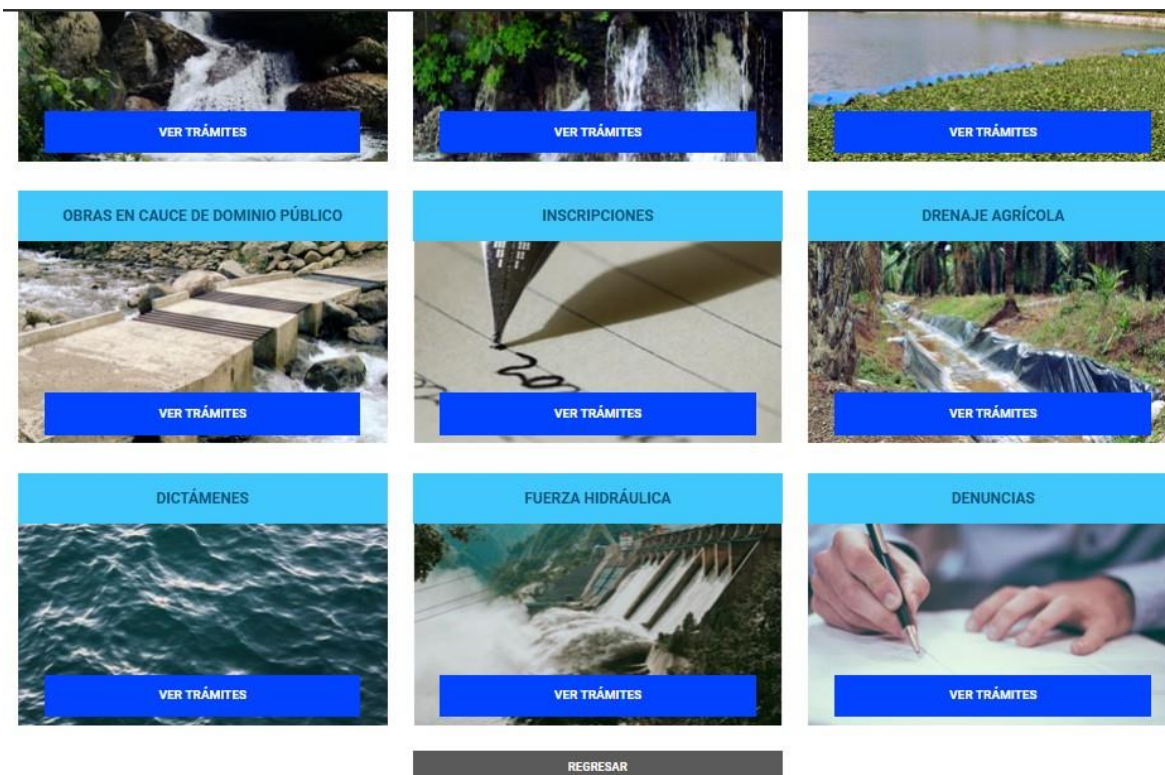 VER TRÁMITES
VER TRÁMITES
VER TRÁMITES
OBRAS EN CAUCE DE DOMINIO PÚBLICO
INSCRIPCIONES
DRENAJE AGRÍCOLA
VER TRÁMITES
VER TRÁMITES
VER TRÁMITES
DICTÁMENES
FUERZA HIDRÁULICA
DENUNCIAS
VER TRÁMITES
VER TRÁMITES
VER TRÁMITES
REGRESAR